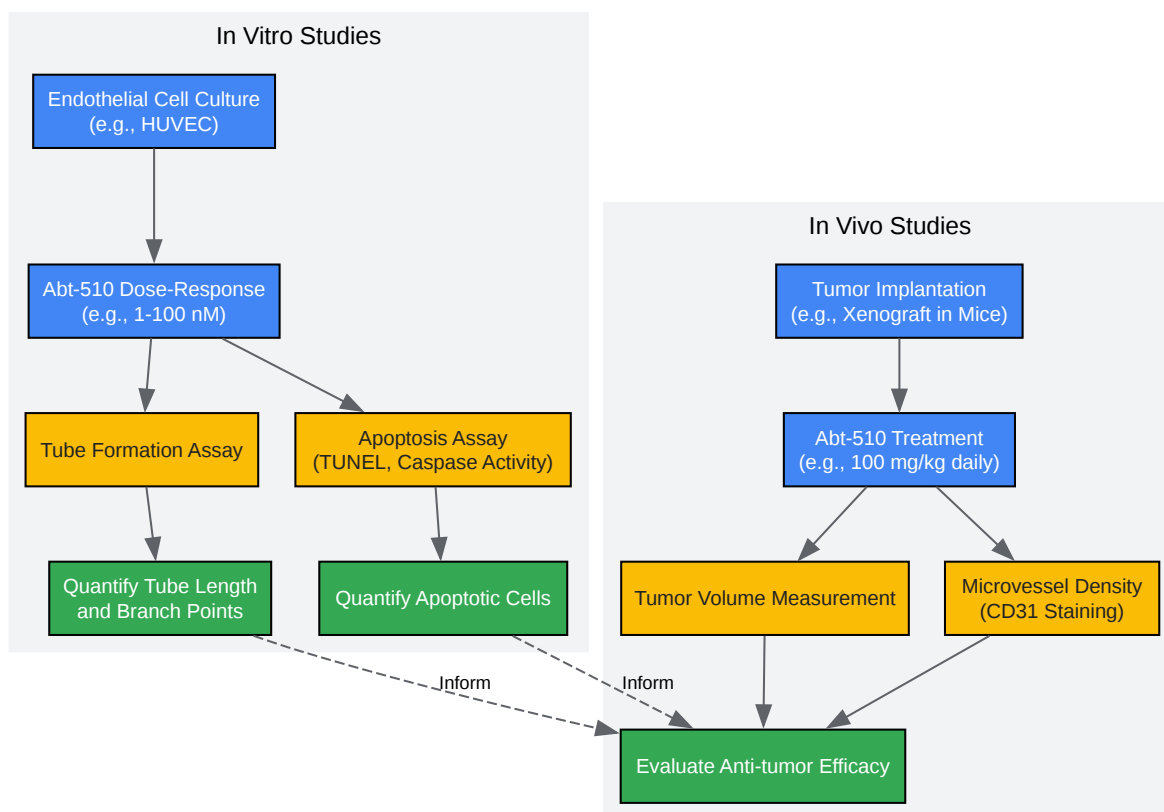 In Vitro Studies
Endothelial Cell Culture
(e.g., HUVEC)
Abt-510 Dose-Response
(e.g., 1-100 nM)
Tube Formation Assay
Apoptosis Assay
(TUNEL, Caspase Activity)
Quantify Tube Length
and Branch Points
Quantify Apoptotic Cells
Inform
Inform
In Vivo Studies
Tumor Implantation
(e.g., Xenograft in Mice)
Abt-510 Treatment
(e.g., 100 mg/kg daily)
Tumor Volume Measurement
Microvessel Density
(CD31 Staining)
Evaluate Anti-tumor Efficacy